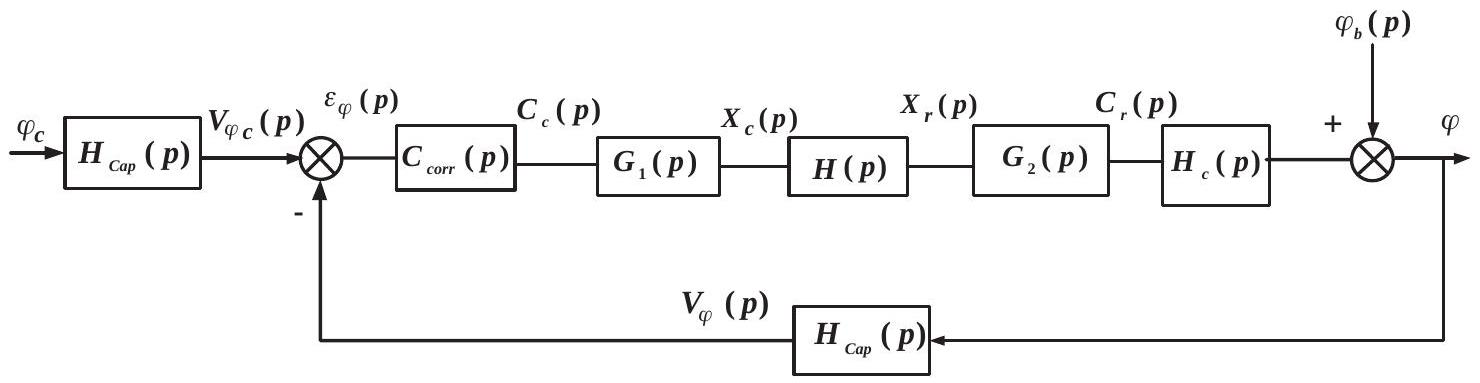 φ_b(p)
φ_c
H_Cap(p)
V_φc(p)
ε_φ(p)
C_corr(p)
C_c(p)
G_1(p)
X_c(p)
H(p)
X_r(p)
G_2(p)
C_r(p)
H_c(p)
+
φ
-
V_φ(p)
H_Cap(p)